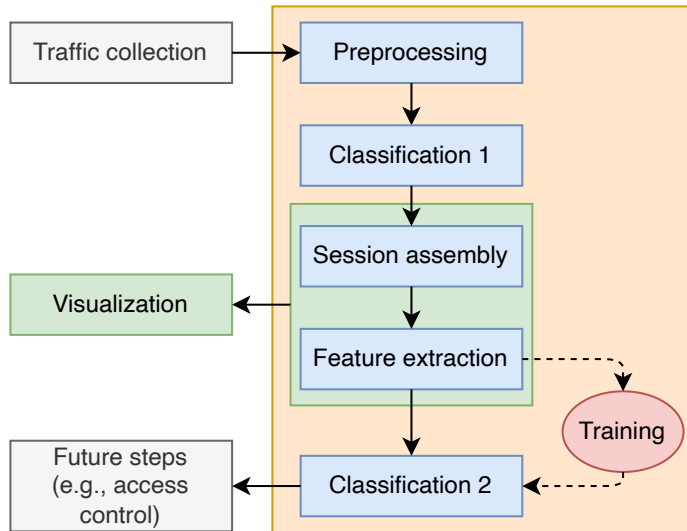 Traffic collection
Preprocessing
Classification 1
Session assembly
Visualization
Feature extraction
Training
Future steps
(e.g., access
control)
Classification 2